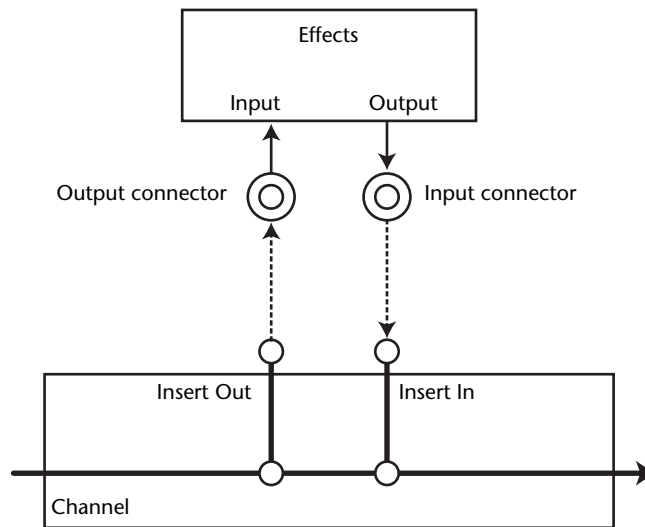 Effects
Input Output
Output connector Input connector
Insert Out Insert In
Channel